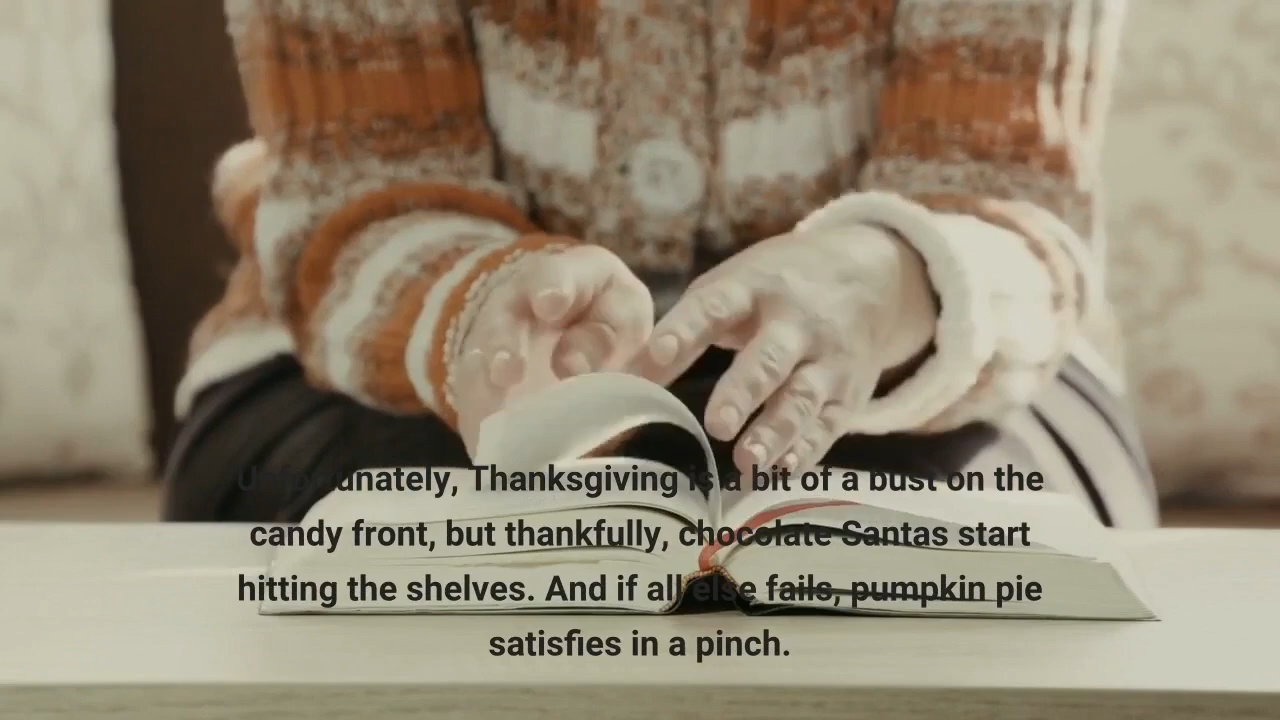 Unfortunately, Thanksgiving is a bit of a bust on the
candy front, but thankfully, chocolate Santas start
hitting the shelves. And if all else fails, pumpkin pie
satisfies in a pinch.